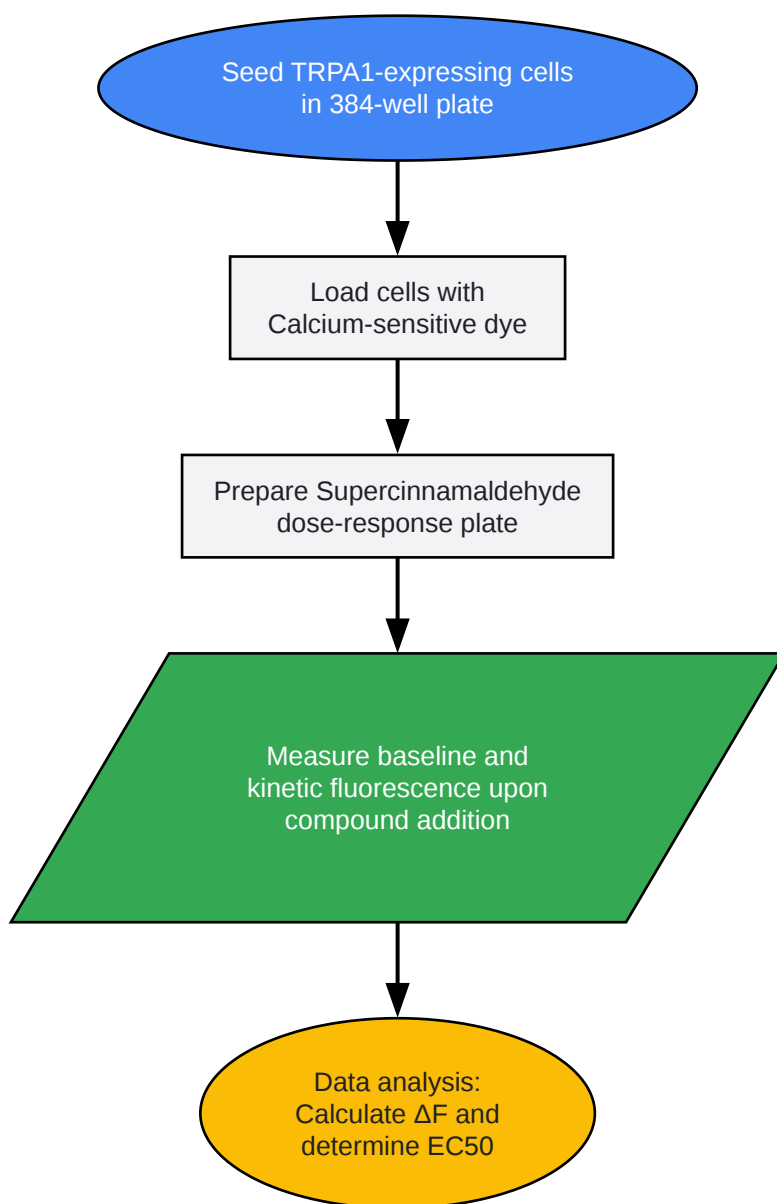 Seed TRPA1-expressing cells
in 384-well plate
Load cells with
Calcium-sensitive dye
Prepare Supercinnamaldehyde
dose-response plate
Measure baseline and
kinetic fluorescence upon
compound addition
Data analysis:
Calculate ΔF and
determine EC50